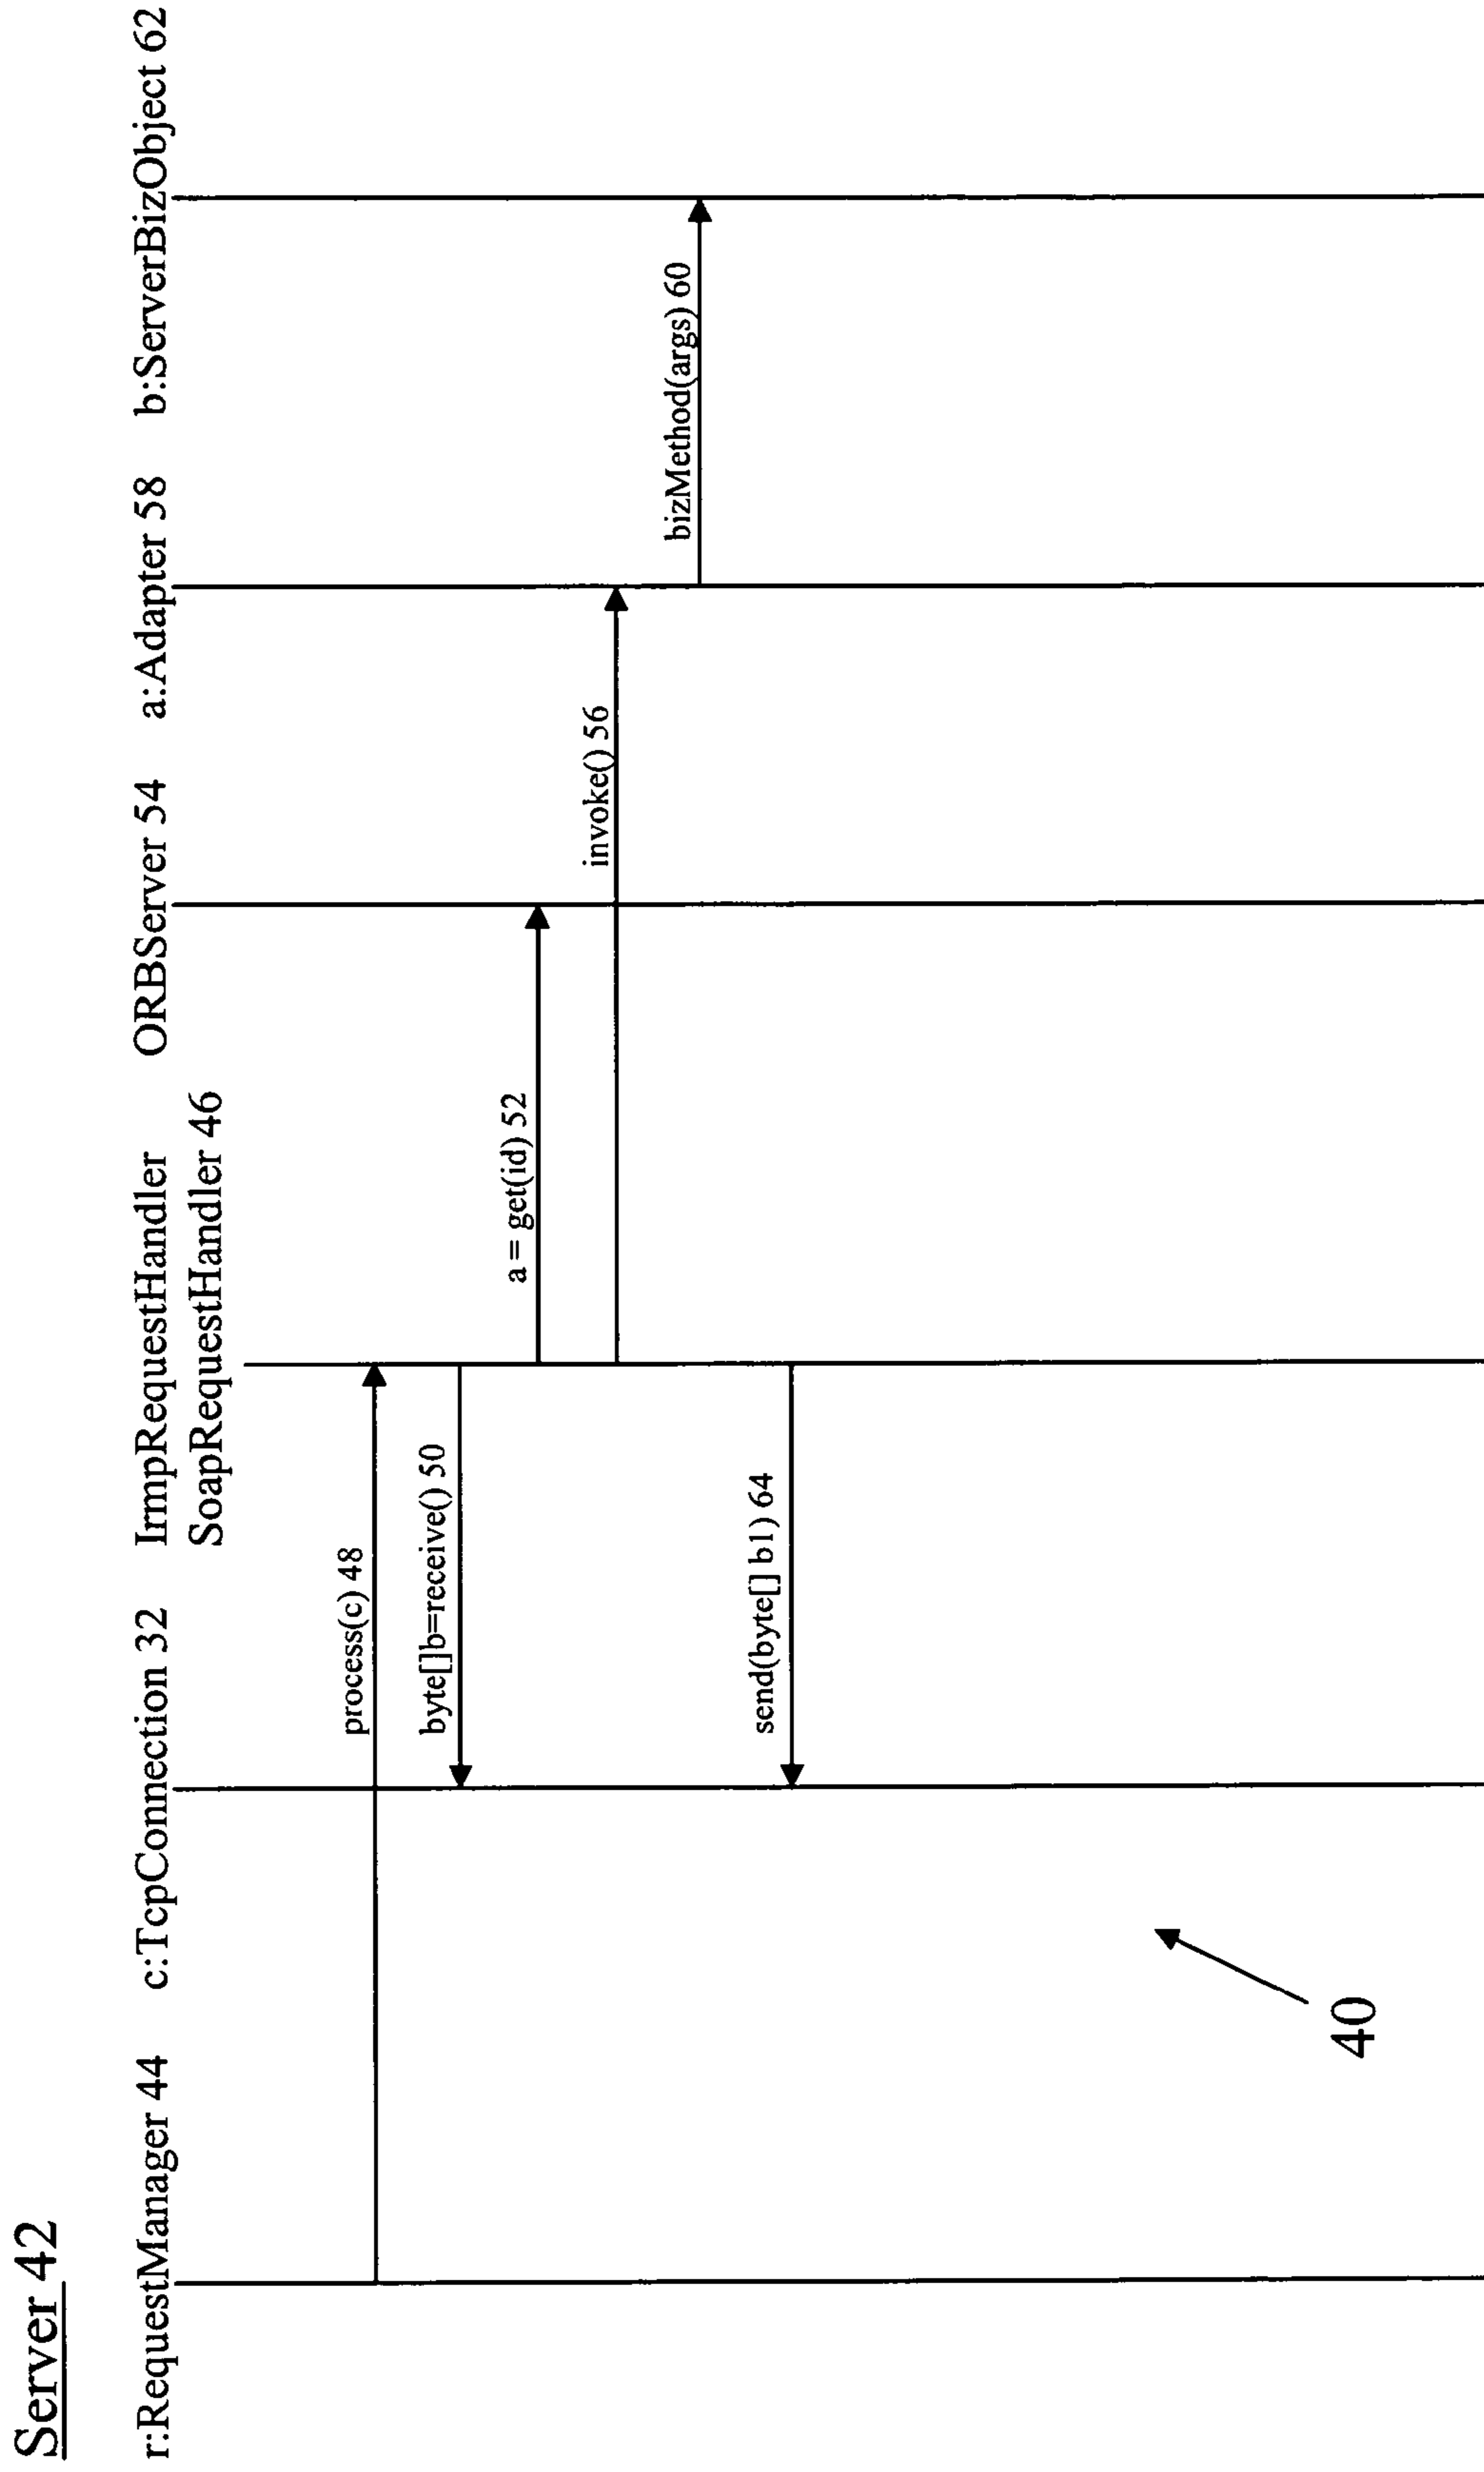 Server 42
r:RequestManager 44
c:TcpConnection 32
IrmpRequestHandler
SoapRequestHandler 46
ORBServer 54
a:Adapter 58
b:ServerBizObject 62
process(c) 48
byte[]b=receive() 50
a = get(id) 52
invoke() 56
bizMethod(args) 60
send(byte[] b1) 64
40